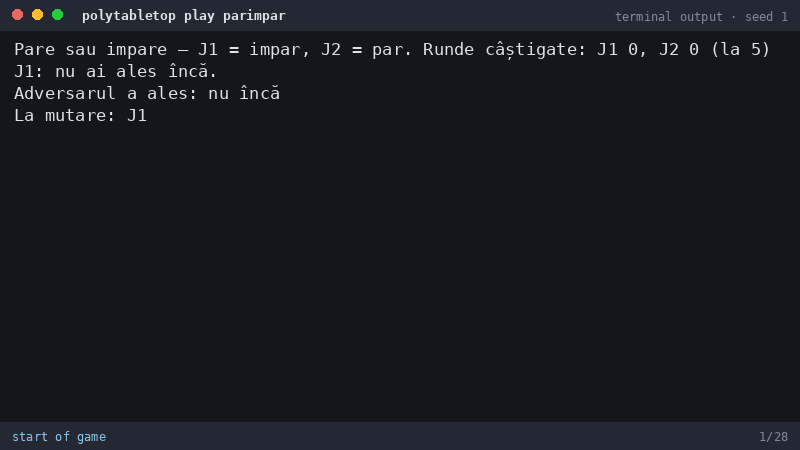 polytabletop play parimpar
terminal output · seed 1
Pare sau impare — J1 = impar, J2 = par. Runde câștigate: J1 0, J2 0 (la 5)
J1: nu ai ales încă.
Adversarul a ales: nu încă
La mutare: J1
start of game
1/28